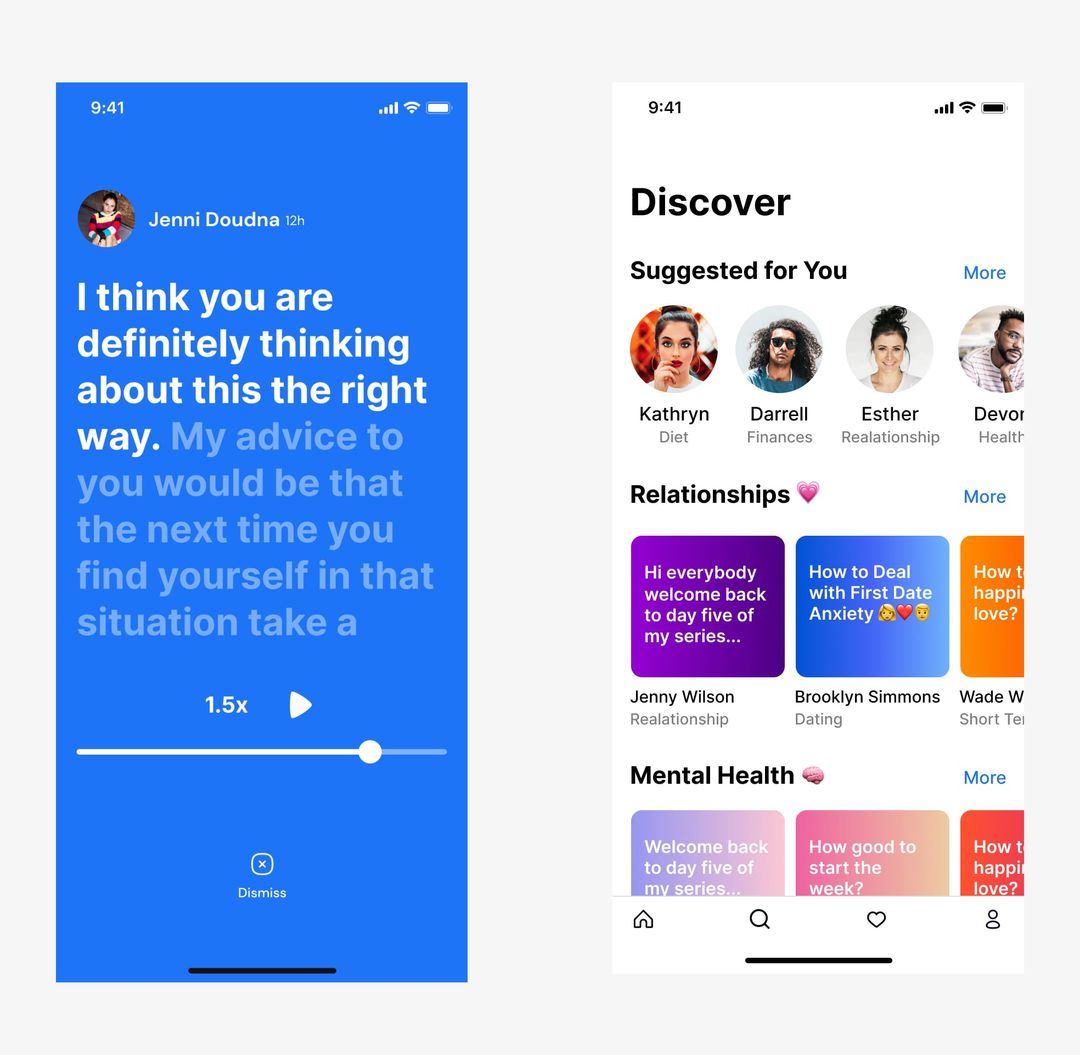 9:41
Jenni Doudna 12h
I think you are
definitely thinking
about this the right
way. My advice to
you would be that
the next time you
find yourself in that
situation take a
1.5x
Dismiss
9:41
Discover
Suggested for You More
Kathryn Darrell Esther Devon
Diet Finances Realationship Health
Relationships 💗 More
Hi everybody
welcome back
to day five of
my series...
How to Deal
with First Date
Anxiety 👩‍❤️‍👨
How t
happi
love?
Jenny Wilson Brooklyn Simmons Wade W
Realationship Dating Short Ter
Mental Health 🧠 More
Welcome back
to day five of
my series...
How good to
start the
week?
How t
happi
love?